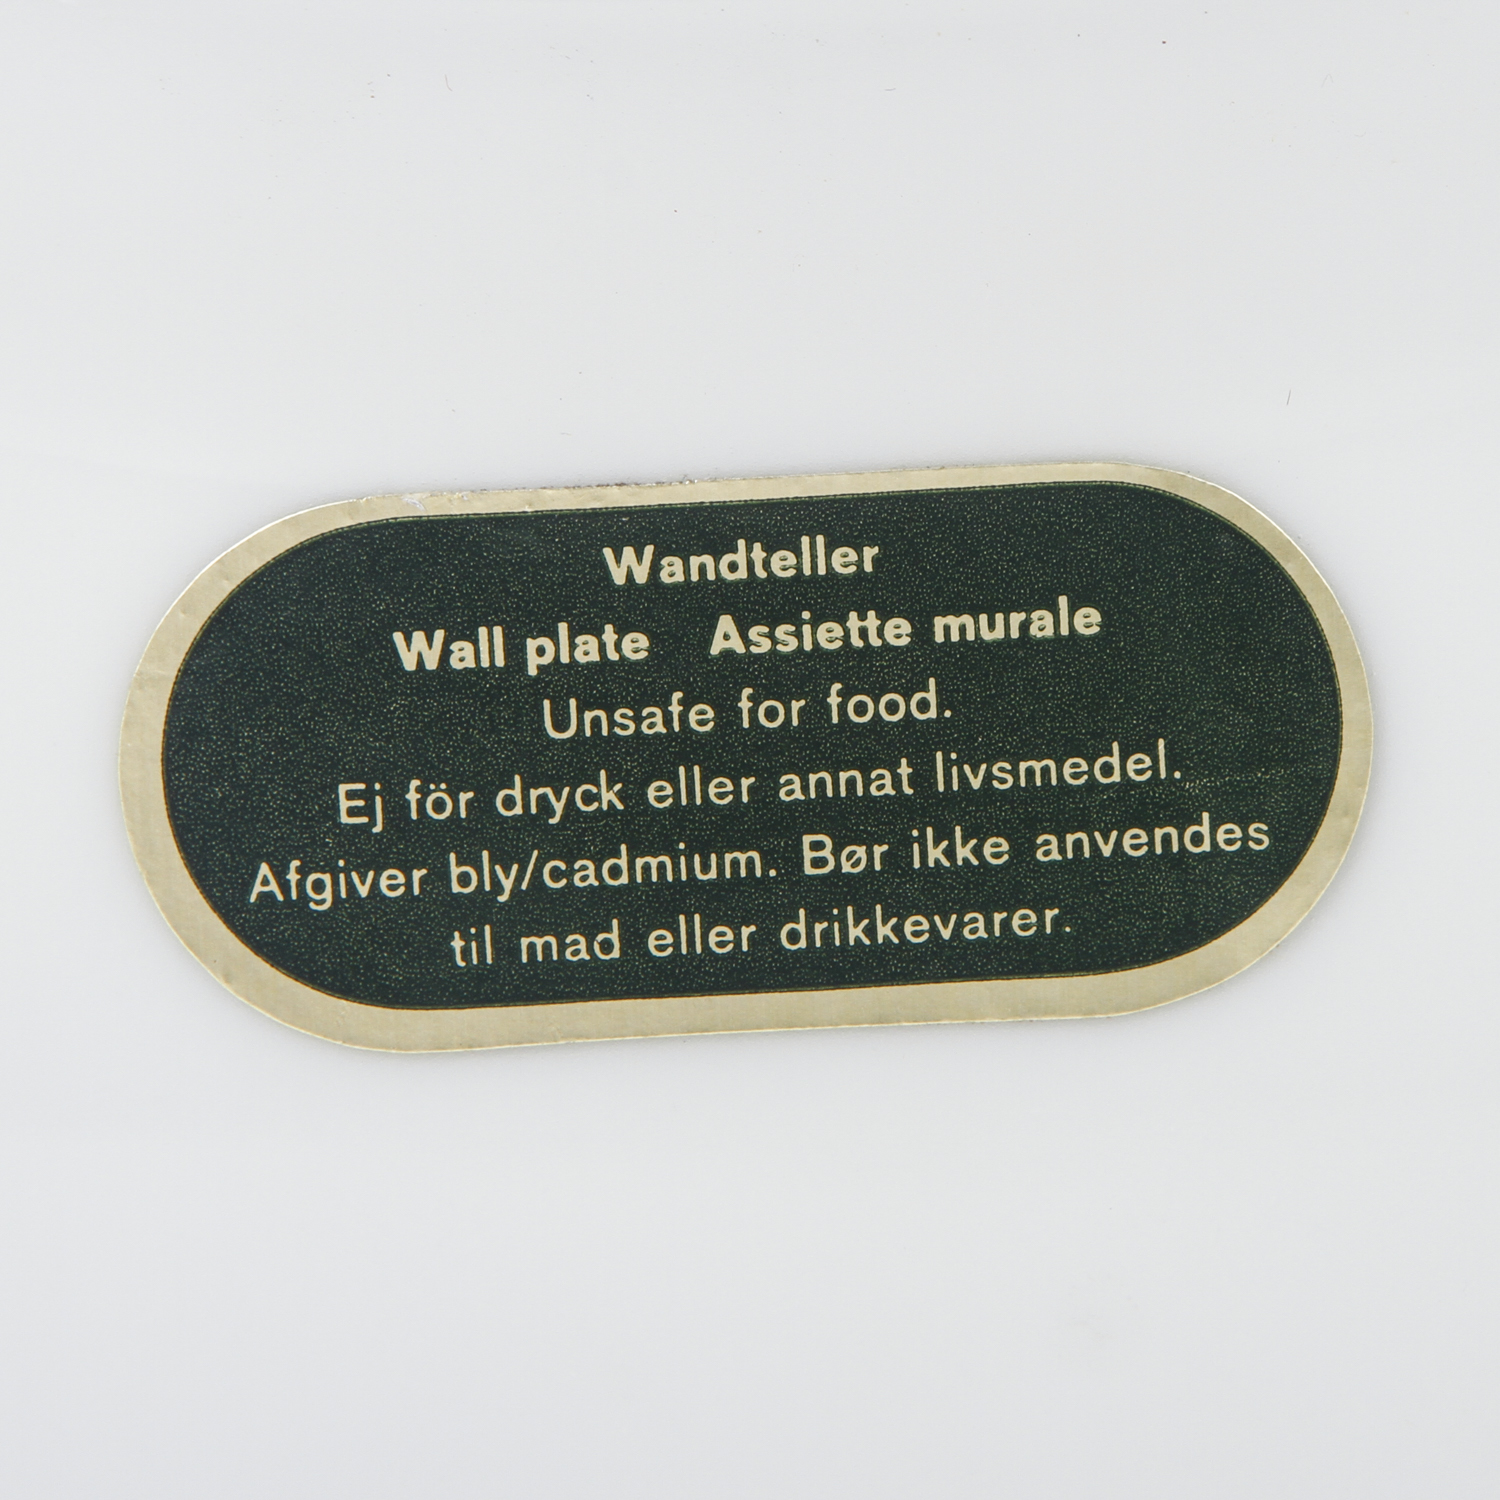 Wandteller
Wall plate Assiette murale
Unsafe for food.
Ej för dryck eller annat livsmedel.
Afgiver bly/cadmium. Bør ikke anvendes
til mad eller drikkevarer.